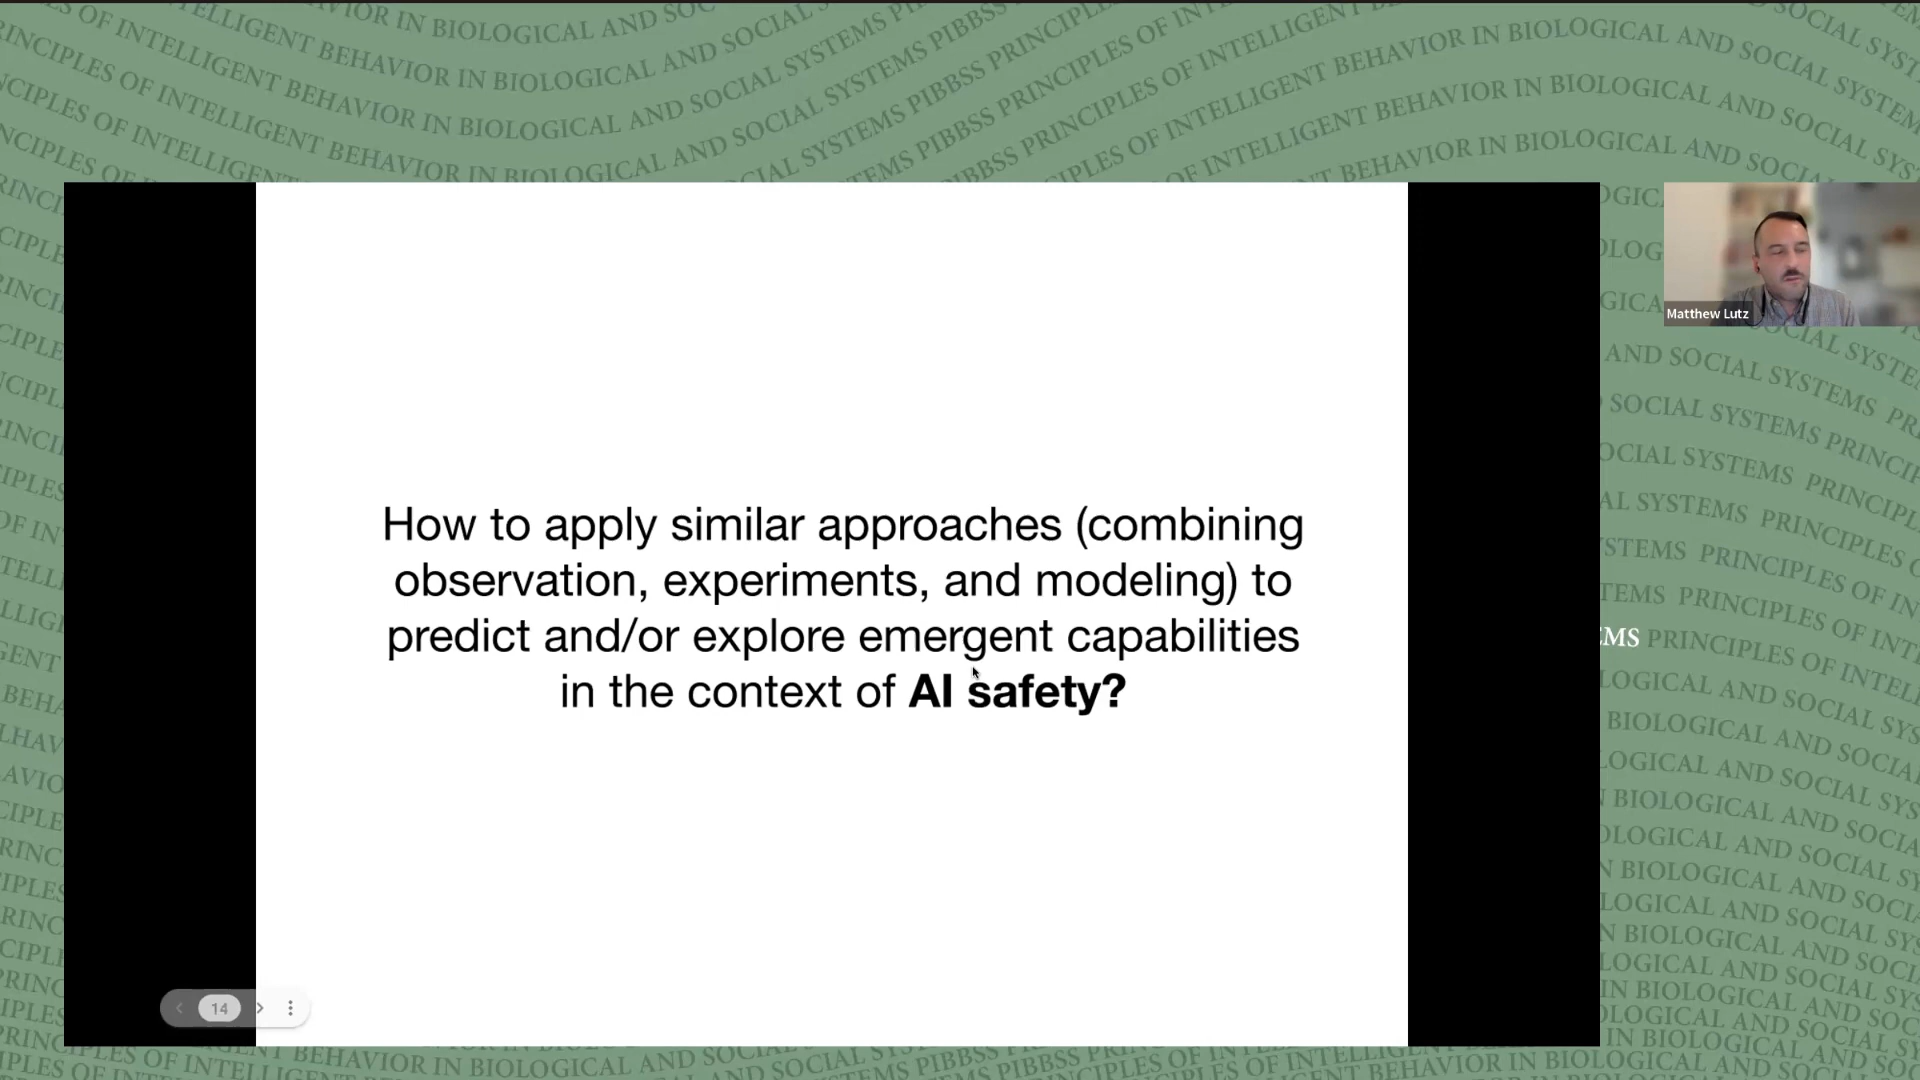 How to apply similar approaches (combining
observation, experiments, and modeling) to
predict and/or explore emergent capabilities
in the context of AI safety?
Matthew Lutz
14
EMS
PRINCIPLES OF INTELLIGENT BEHAVIOR IN BIOLOGICAL AND SOCIAL SYSTEMS PIBBSS